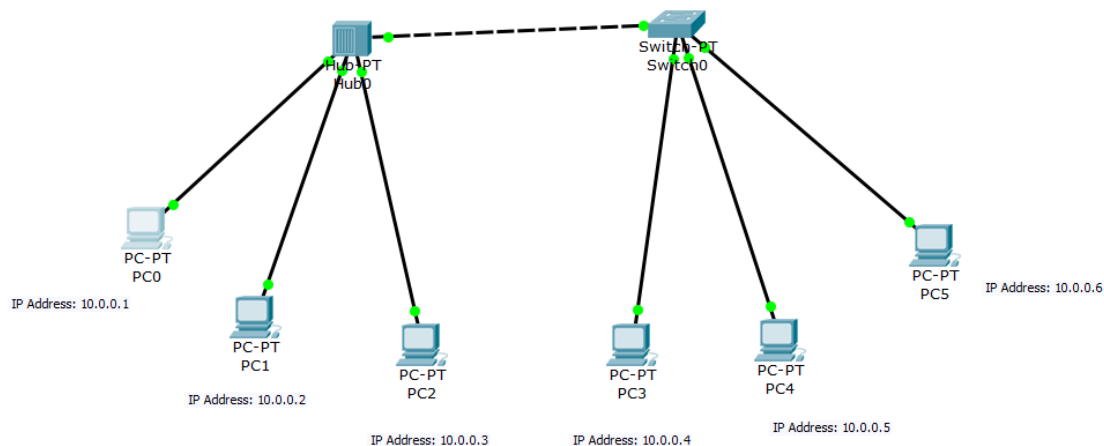 Hub-PT
Hub0
Switch-PT
Switch0
PC-PT
PC0
IP Address: 10.0.0.1
PC-PT
PC1
IP Address: 10.0.0.2
PC-PT
PC2
IP Address: 10.0.0.3
PC-PT
PC3
IP Address: 10.0.0.4
PC-PT
PC4
IP Address: 10.0.0.5
PC-PT
PC5
IP Address: 10.0.0.6